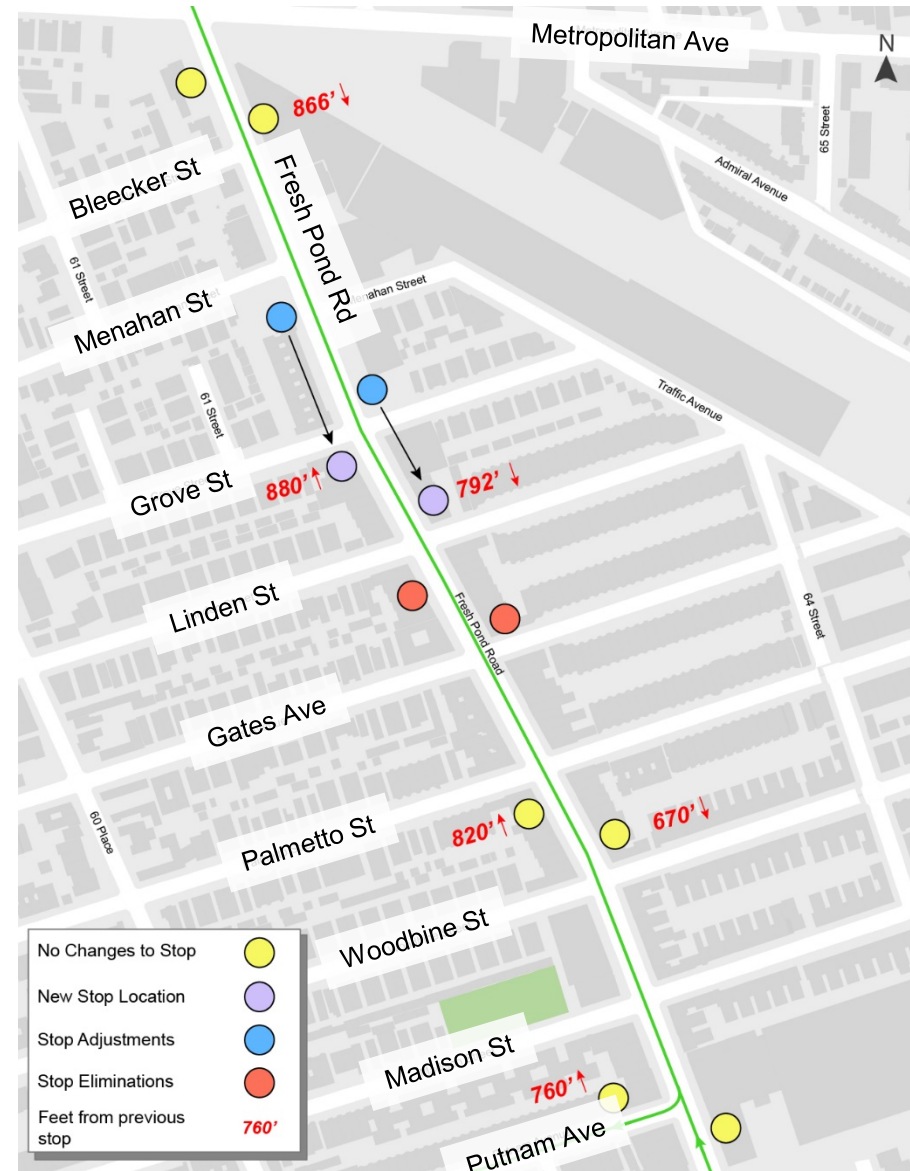 Metropolitan Ave
N
866'↓
65 Street
Bleecker St
Admiral Avenue
Fresh Pond Rd
61 Street
Menahan St
enahan Street
61 Street
Traffic Avenue
Grove St
880'↑
792' ↓
Linden St
Fresh Pond Road
64 Street
Gates Ave
60 Place
Palmetto St
820'↑
670'↓
Woodbine St
Madison St
760'↑
Putnam Ave
No Changes to Stop
New Stop Location
Stop Adjustments
Stop Eliminations
Feet from previous
stop
760'